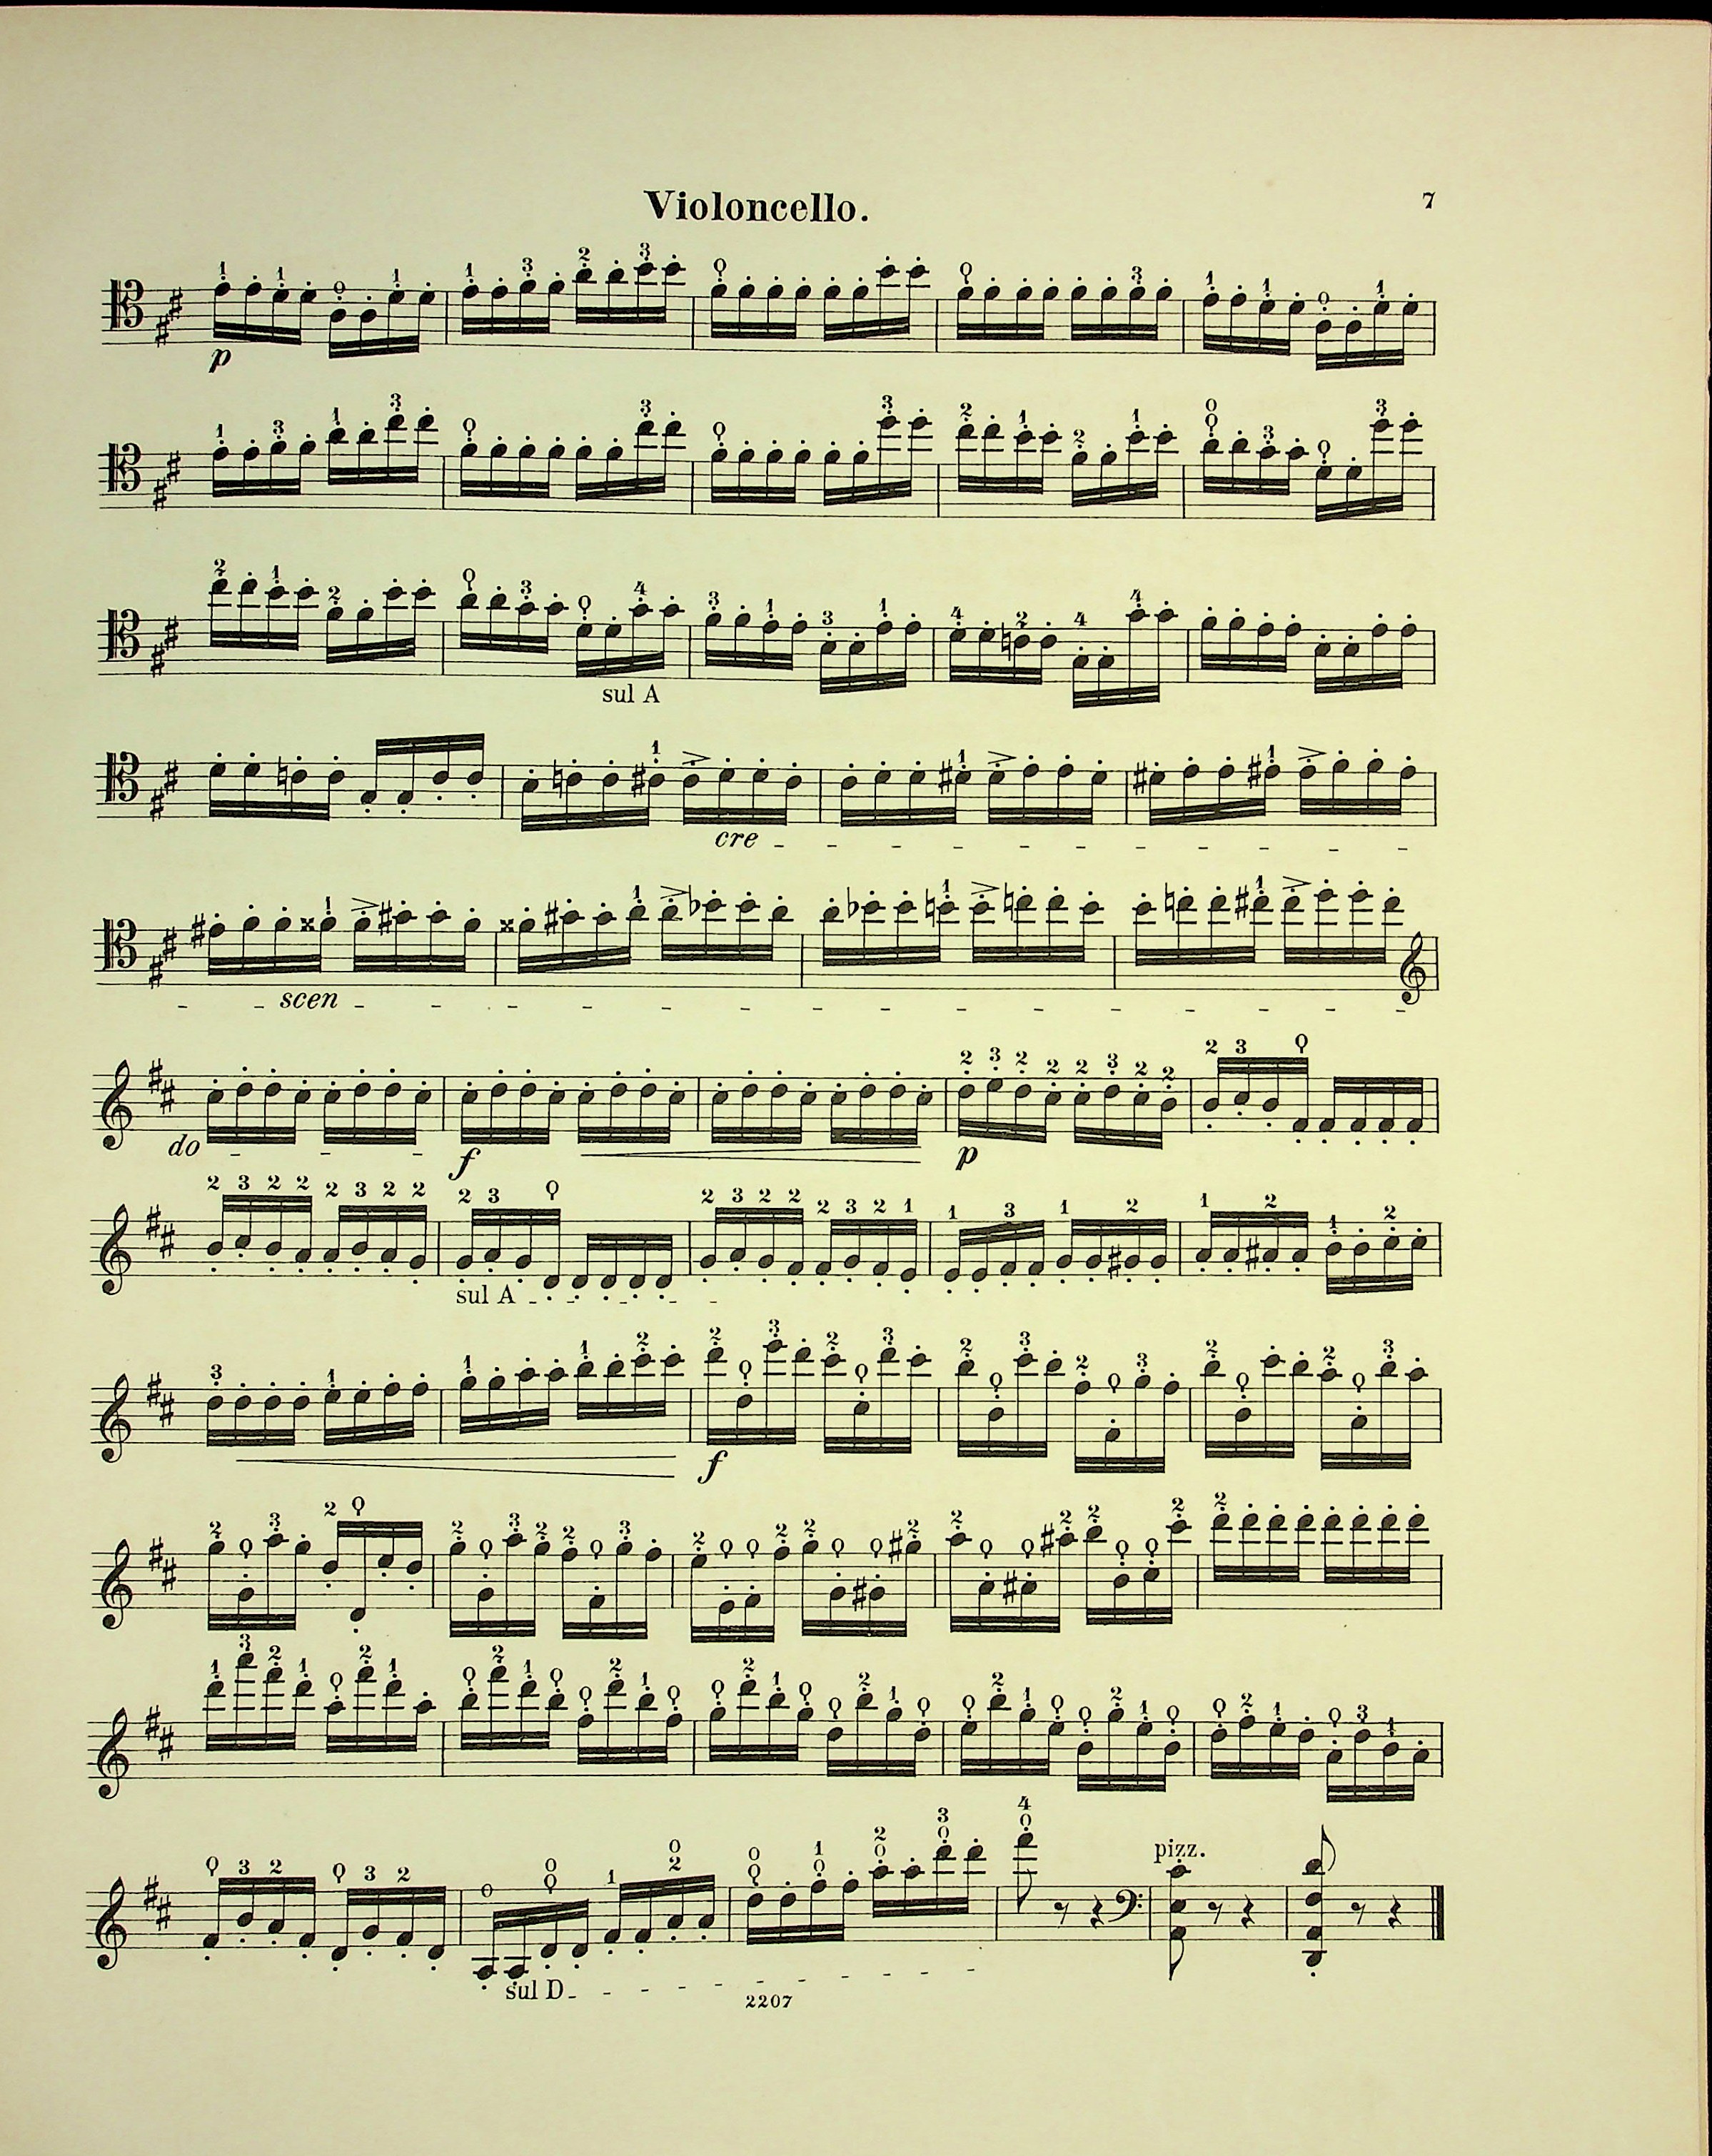 Violoncello.
7
p
sul A
cre - - - - - - - - - - -
- - scen - - - - - - - - - - - - - -
do - - - f p
sul A - - - - -
f
pizz.
sul D - - - - - - - - - - -
2207